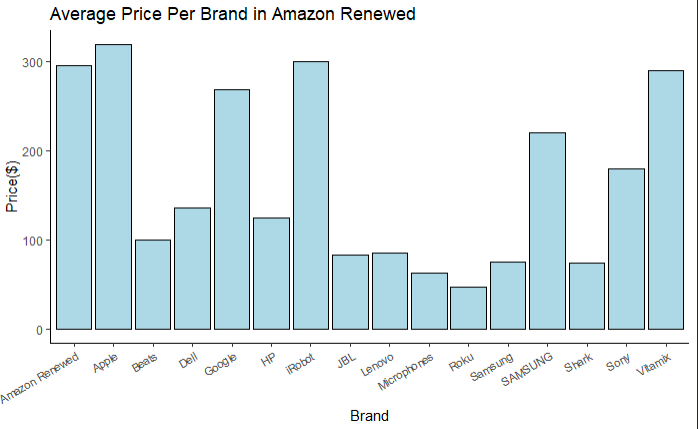 Average Price Per Brand in Amazon Renewed
Price($)
300
200
100
0
Amazon Renewed
Apple
Beats
Dell
Google
HP
iRobot
JBL
Lenovo
Microphones
Roku
Samsung
SAMSUNG
Shark
Sony
Vitamix
Brand